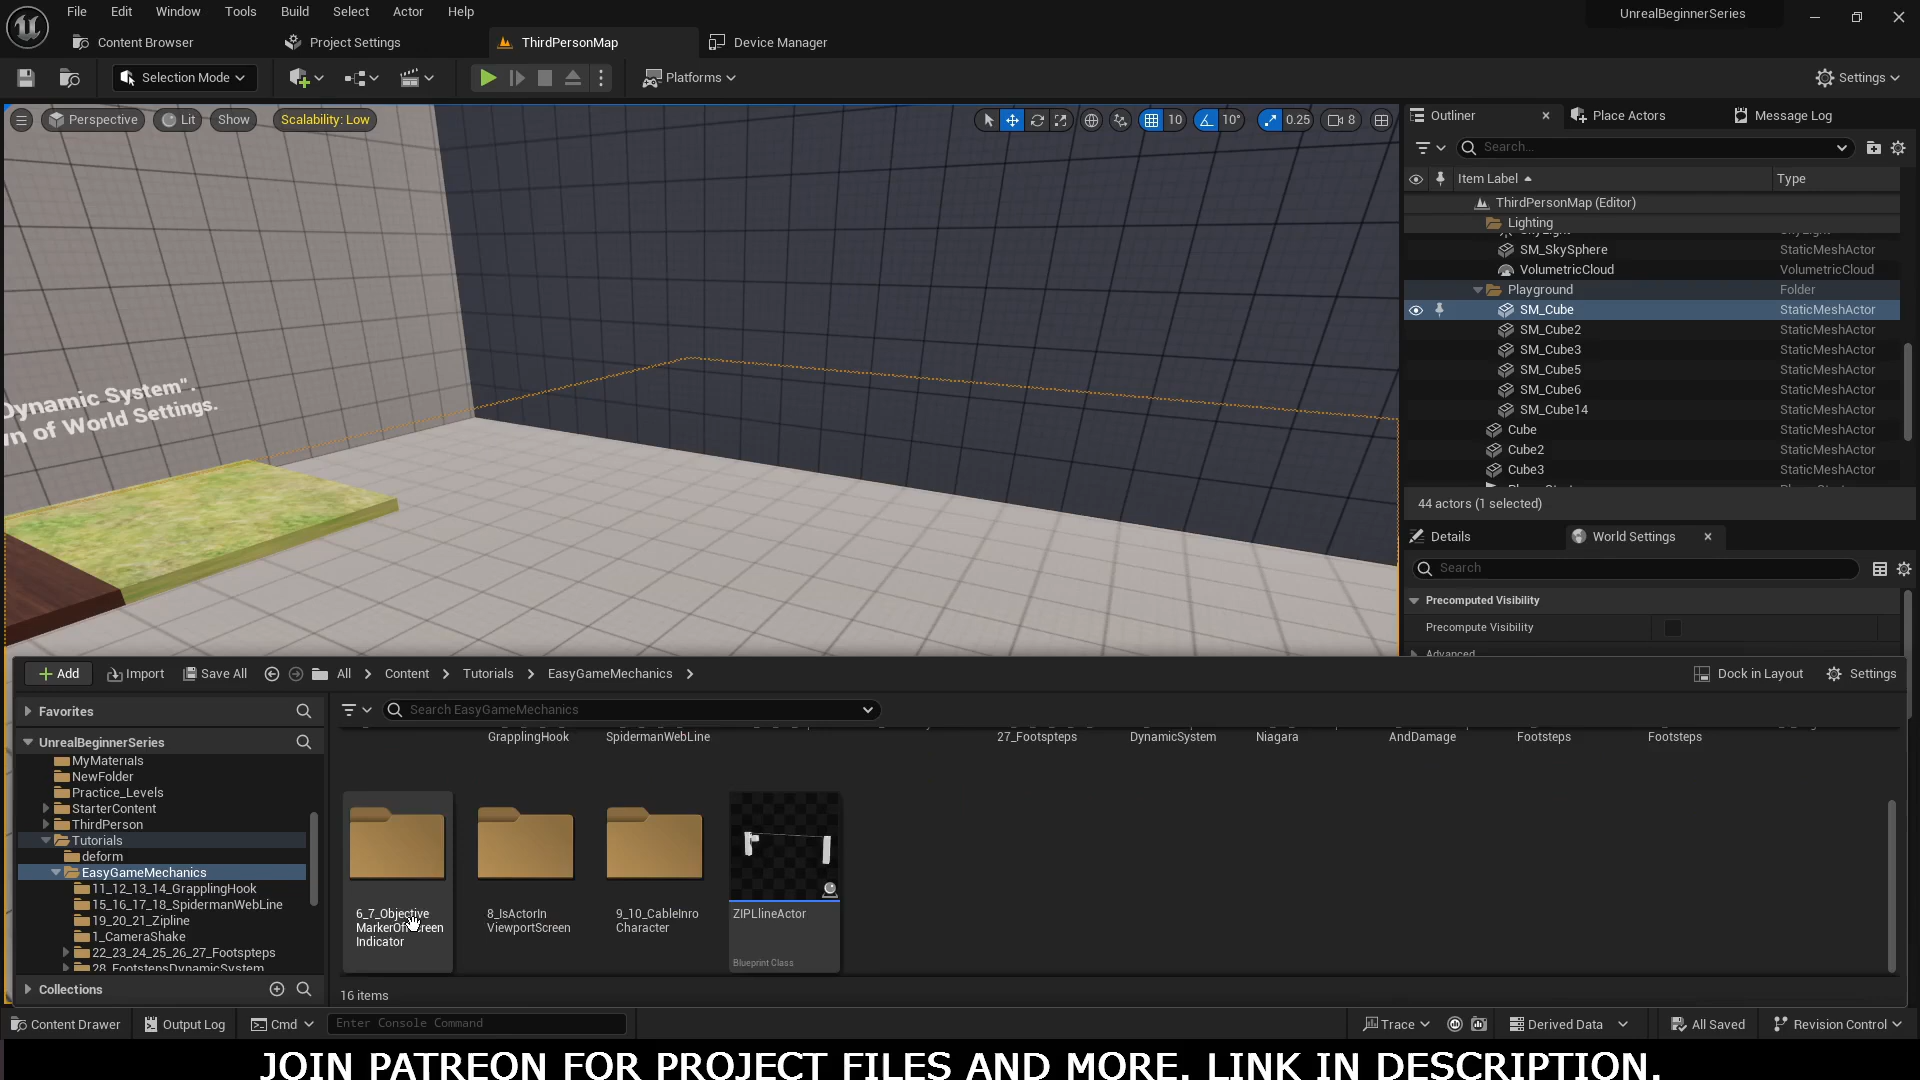 File Edit Window Tools Build Select Actor Help
UnrealBeginnerSeries
Content Browser Project Settings ThirdPersonMap Device Manager
Selection Mode Platforms Settings
Perspective Lit Show Scalability: Low 10 10° 0.25 8
Dynamic System".
n of World Settings.
Outliner Place Actors Message Log
Search...
Item Label Type
ThirdPersonMap (Editor)
Lighting
SM_SkySphere StaticMeshActor
VolumetricCloud VolumetricCloud
Playground Folder
SM_Cube StaticMeshActor
SM_Cube2 StaticMeshActor
SM_Cube3 StaticMeshActor
SM_Cube5 StaticMeshActor
SM_Cube6 StaticMeshActor
SM_Cube14 StaticMeshActor
Cube StaticMeshActor
Cube2 StaticMeshActor
Cube3 StaticMeshActor
44 actors (1 selected)
Details World Settings
Search
Precomputed Visibility
Precompute Visibility
Advanced
Add Import Save All All Content Tutorials EasyGameMechanics Dock in Layout Settings
Favorites
UnrealBeginnerSeries
MyMaterials
NewFolder
Practice_Levels
StarterContent
ThirdPerson
Tutorials
deform
EasyGameMechanics
11_12_13_14_GrapplingHook
15_16_17_18_SpidermanWebLine
19_20_21_Zipline
1_CameraShake
22_23_24_25_26_27_Footspteps
28_FootstepsDynamicSystem
Collections
Search EasyGameMechanics
GrapplingHook SpidermanWebLine 27_Footspteps DynamicSystem Niagara AndDamage Footsteps Footsteps
6_7_Objective
MarkerOffScreen
Indicator
8_IsActorIn
ViewportScreen
9_10_CableInro
Character
ZIPLlineActor
Blueprint Class
16 items
Content Drawer Output Log Cmd Enter Console Command Trace Derived Data All Saved Revision Control
JOIN PATREON FOR PROJECT FILES AND MORE. LINK IN DESCRIPTION.